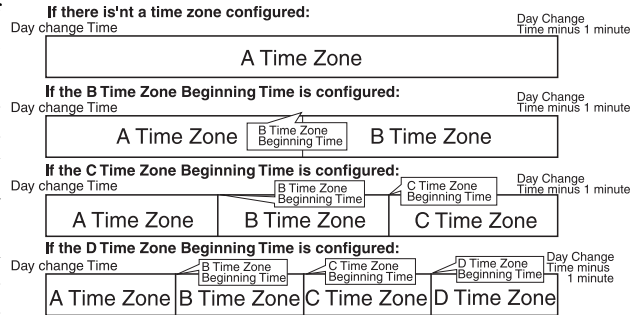 If there is'nt a time zone configured:
Day change Time
Day Change
Time minus 1 minute
A Time Zone
If the B Time Zone Beginning Time is configured:
Day change Time
Day Change
Time minus 1 minute
A Time Zone
B Time Zone
Beginning Time
B Time Zone
If the C Time Zone Beginning Time is configured:
Day change Time
B Time Zone
Beginning Time
C Time Zone
Beginning Time
Day Change
Time minus 1 minute
A Time Zone
B Time Zone
C Time Zone
If the D Time Zone Beginning Time is configured:
Day change Time
B Time Zone
Beginning Time
C Time Zone
Beginning Time
D Time Zone
Beginning Time
Day Change
Time minus
1 minute
A Time Zone
B Time Zone
C Time Zone
D Time Zone